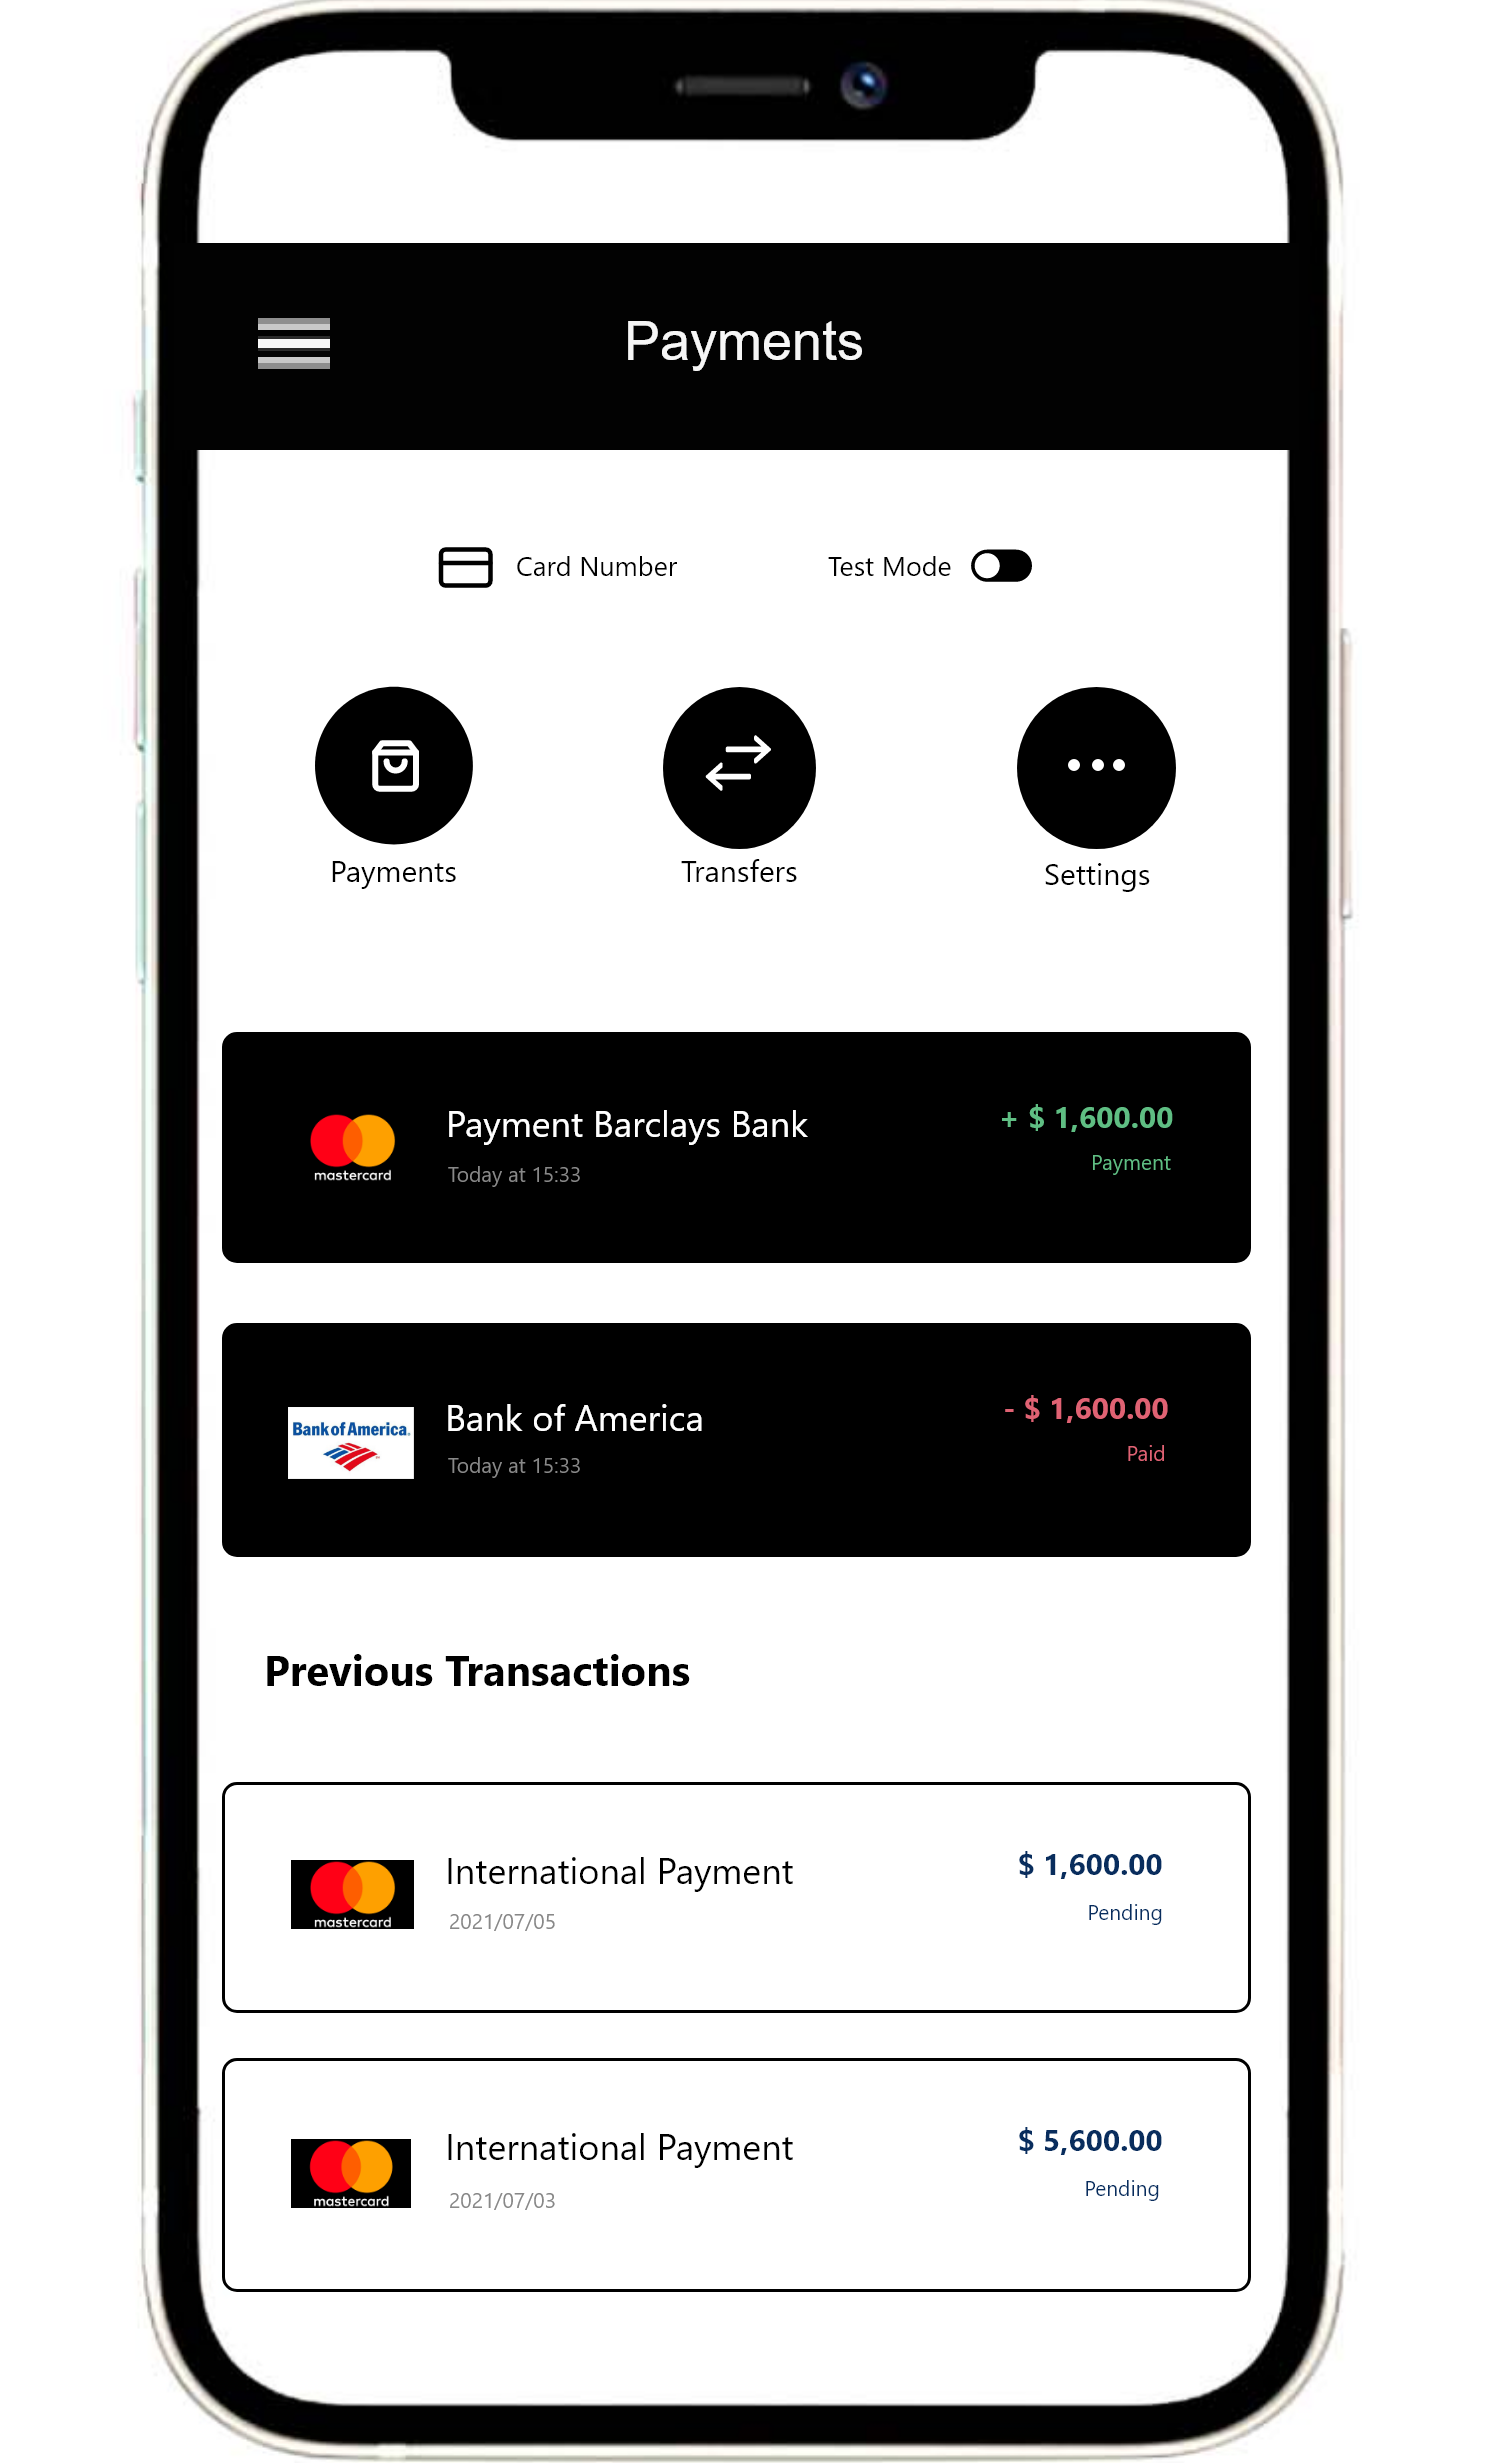 Payments
Card Number
Test Mode
Payments
Transfers
Settings
mastercard
Payment Barclays Bank
Today at 15:33
+ $ 1,600.00
Payment
Bank of America
Bank of America
Today at 15:33
- $ 1,600.00
Paid
Previous Transactions
mastercard
International Payment
2021/07/05
$ 1,600.00
Pending
mastercard
International Payment
2021/07/03
$ 5,600.00
Pending